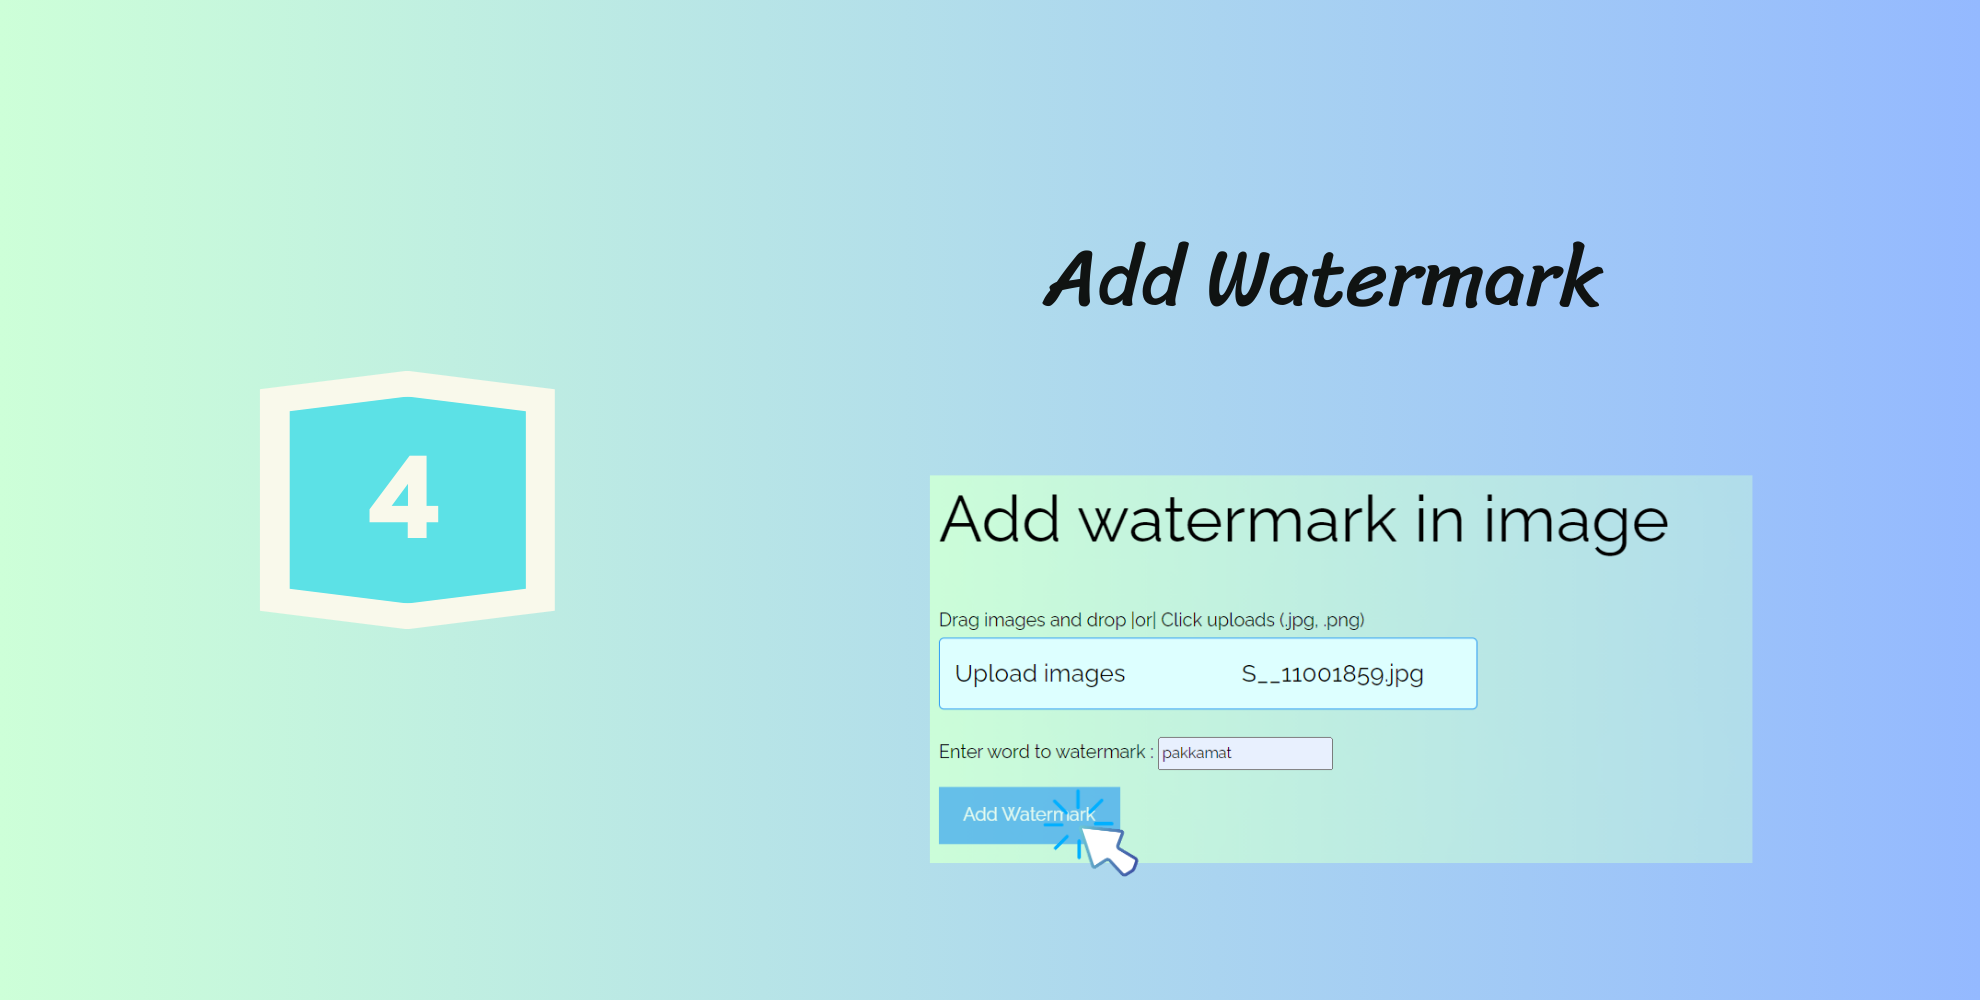 4
Add Watermark
Add watermark in image
Drag images and drop |or| Click uploads (.jpg, .png)
Upload images S__11001859.jpg
Enter word to watermark : pakkamat
Add Watermark